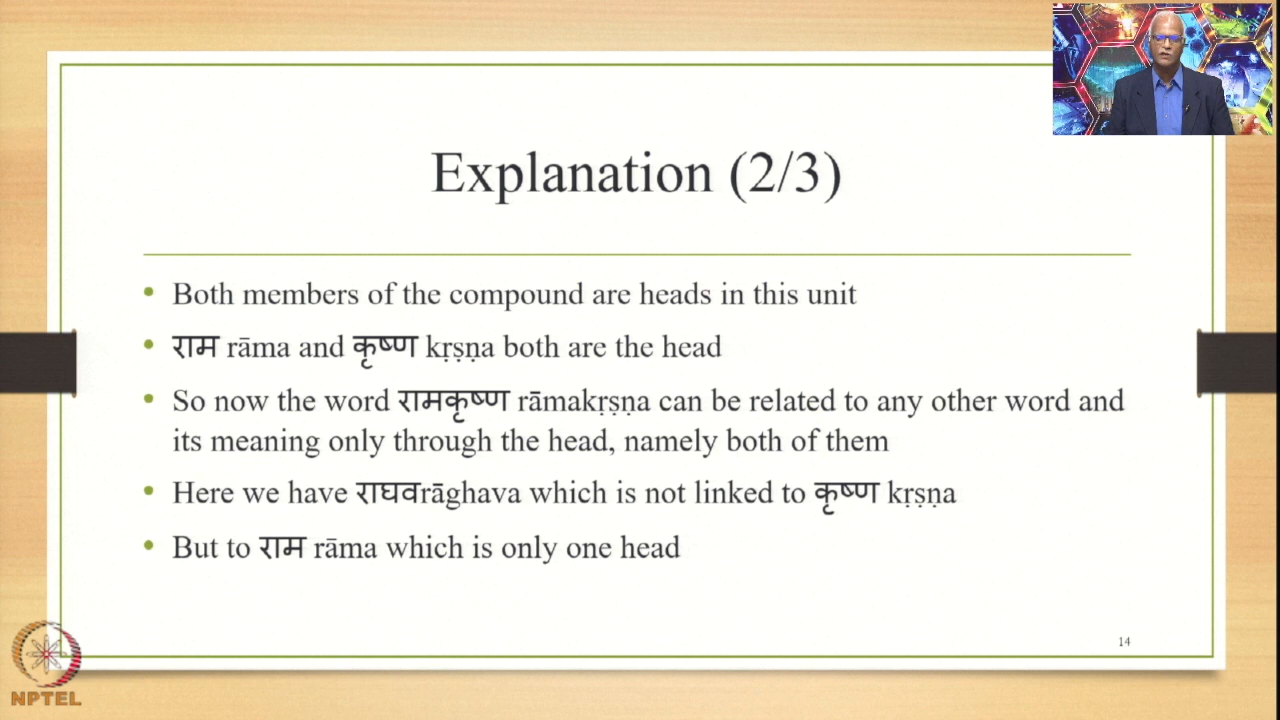 Explanation (2/3)
• Both members of the compound are heads in this unit
• राम rāma and कृष्ण kṛṣṇa both are the head
• So now the word रामकृष्ण rāmakṛṣṇa can be related to any other word and
its meaning only through the head, namely both of them
• Here we have राघवrāghava which is not linked to कृष्ण kṛṣṇa
• But to राम rāma which is only one head
14
NPTEL